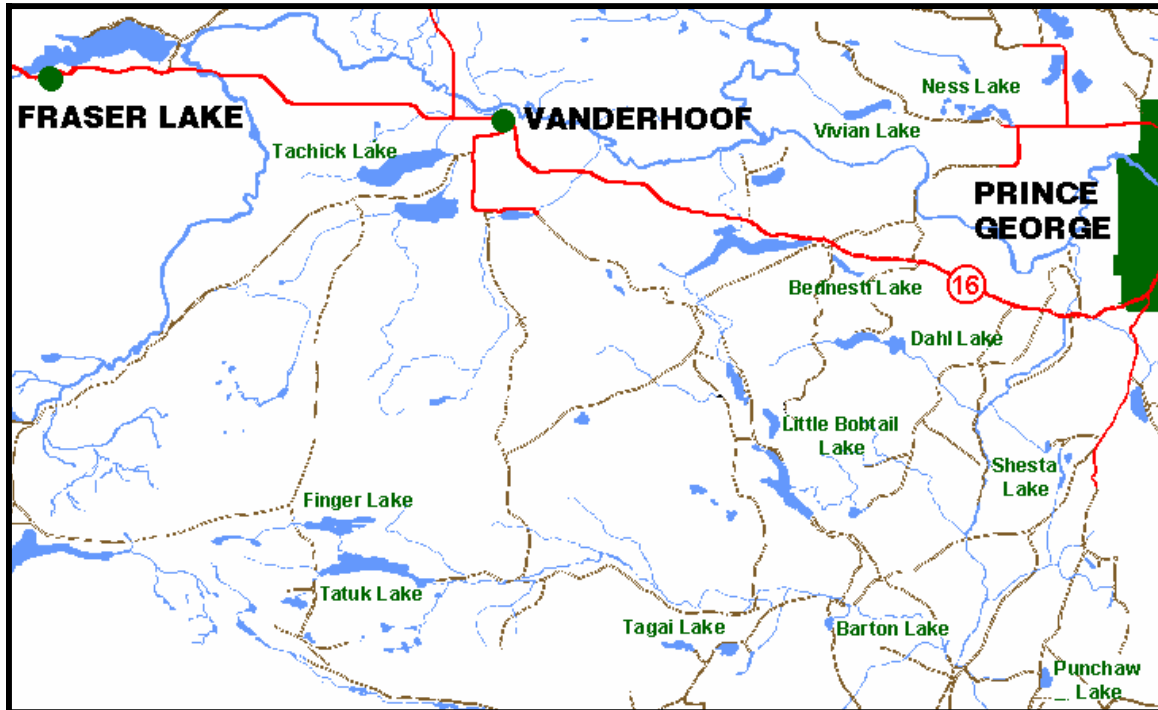 Ness Lake
FRASER LAKE
VANDERHOOF
Vivian Lake
Tachick Lake
PRINCE
GEORGE
Bednesti Lake
16
Dahl Lake
Little Bobtail
Lake
Shesta
Lake
Finger Lake
Tatuk Lake
Tagai Lake
Barton Lake
Punchaw
Lake